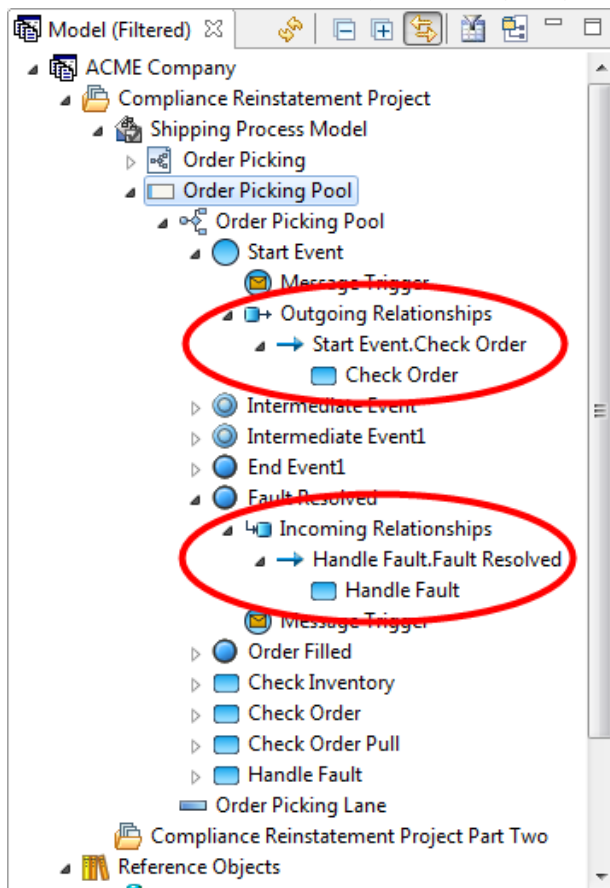 Model (Filtered)
ACME Company
Compliance Reinstatement Project
Shipping Process Model
Order Picking
Order Picking Pool
Order Picking Pool
Start Event
Message Trigger
Outgoing Relationships
Start Event.Check Order
Check Order
Intermediate Event
Intermediate Event1
End Event1
Fault Resolved
Incoming Relationships
Handle Fault.Fault Resolved
Handle Fault
Message Trigger
Order Filled
Check Inventory
Check Order
Check Order Pull
Handle Fault
Order Picking Lane
Compliance Reinstatement Project Part Two
Reference Objects